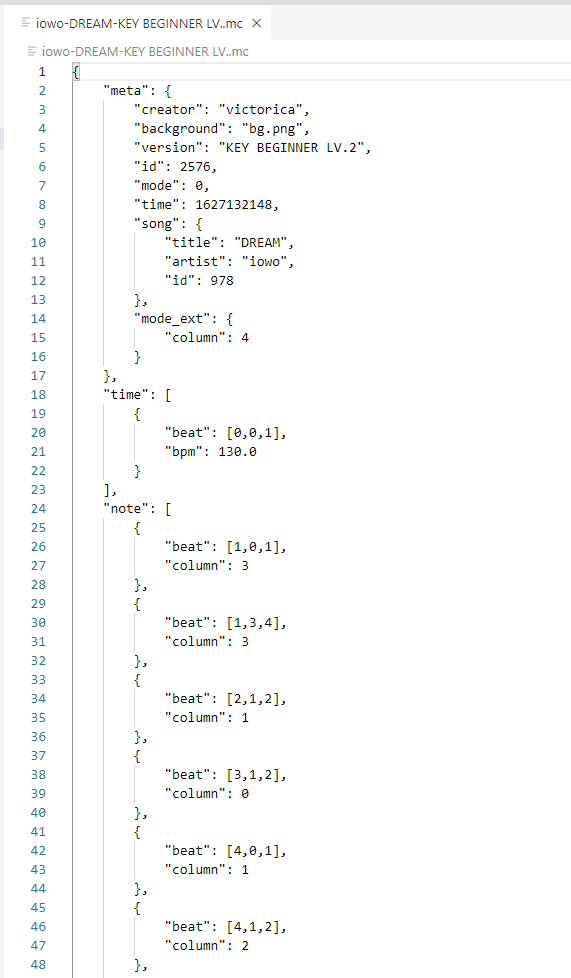 iowo-DREAM-KEY BEGINNER LV..mc ×
iowo-DREAM-KEY BEGINNER LV..mc
1 {
2 "meta": {
3 "creator": "victorica",
4 "background": "bg.png",
5 "version": "KEY BEGINNER LV.2",
6 "id": 2576,
7 "mode": 0,
8 "time": 1627132148,
9 "song": {
10 "title": "DREAM",
11 "artist": "iowo",
12 "id": 978
13 },
14 "mode_ext": {
15 "column": 4
16 }
17 },
18 "time": [
19 {
20 "beat": [0,0,1],
21 "bpm": 130.0
22 }
23 ],
24 "note": [
25 {
26 "beat": [1,0,1],
27 "column": 3
28 },
29 {
30 "beat": [1,3,4],
31 "column": 3
32 },
33 {
34 "beat": [2,1,2],
35 "column": 1
36 },
37 {
38 "beat": [3,1,2],
39 "column": 0
40 },
41 {
42 "beat": [4,0,1],
43 "column": 1
44 },
45 {
46 "beat": [4,1,2],
47 "column": 2
48 },